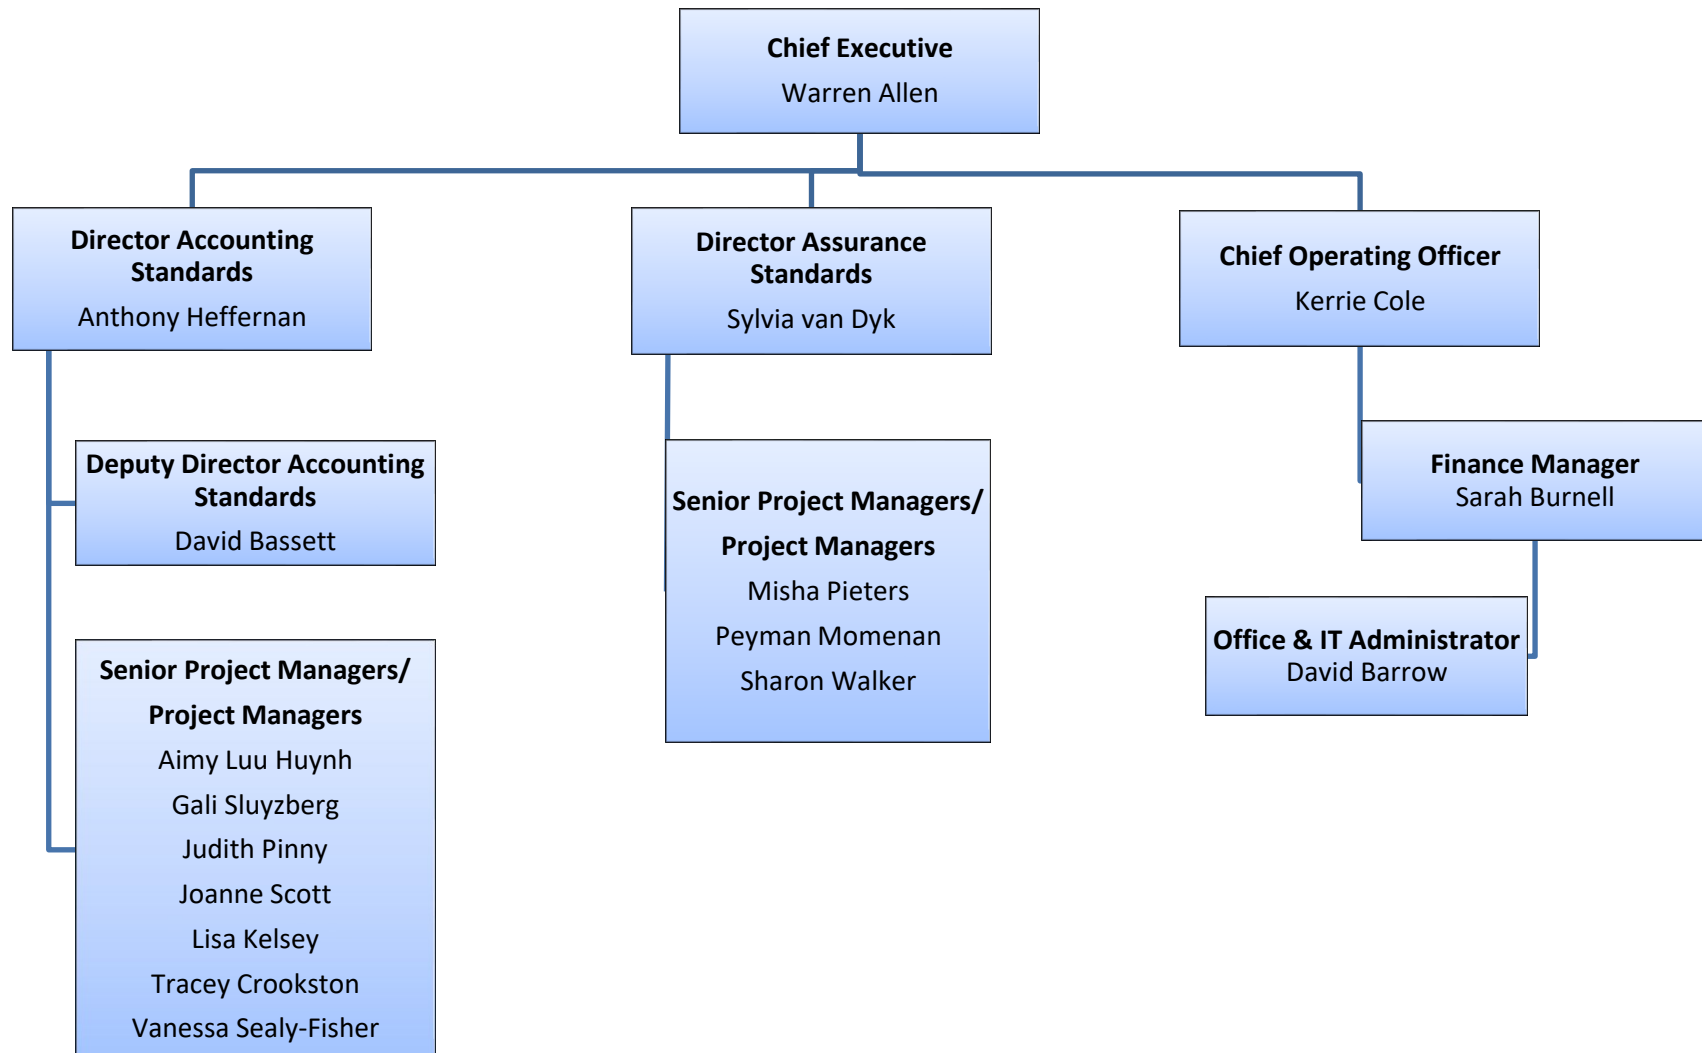 Chief Executive
Warren Allen
Director Accounting
Standards
Anthony Heffernan
Director Assurance
Standards
Sylvia van Dyk
Chief Operating Officer
Kerrie Cole
Deputy Director Accounting
Standards
David Bassett
Senior Project Managers/
Project Managers
Misha Pieters
Peyman Momenan
Sharon Walker
Finance Manager
Sarah Burnell
Office & IT Administrator
David Barrow
Senior Project Managers/
Project Managers
Aimy Luu Huynh
Gali Sluyzberg
Judith Pinny
Joanne Scott
Lisa Kelsey
Tracey Crookston
Vanessa Sealy-Fisher